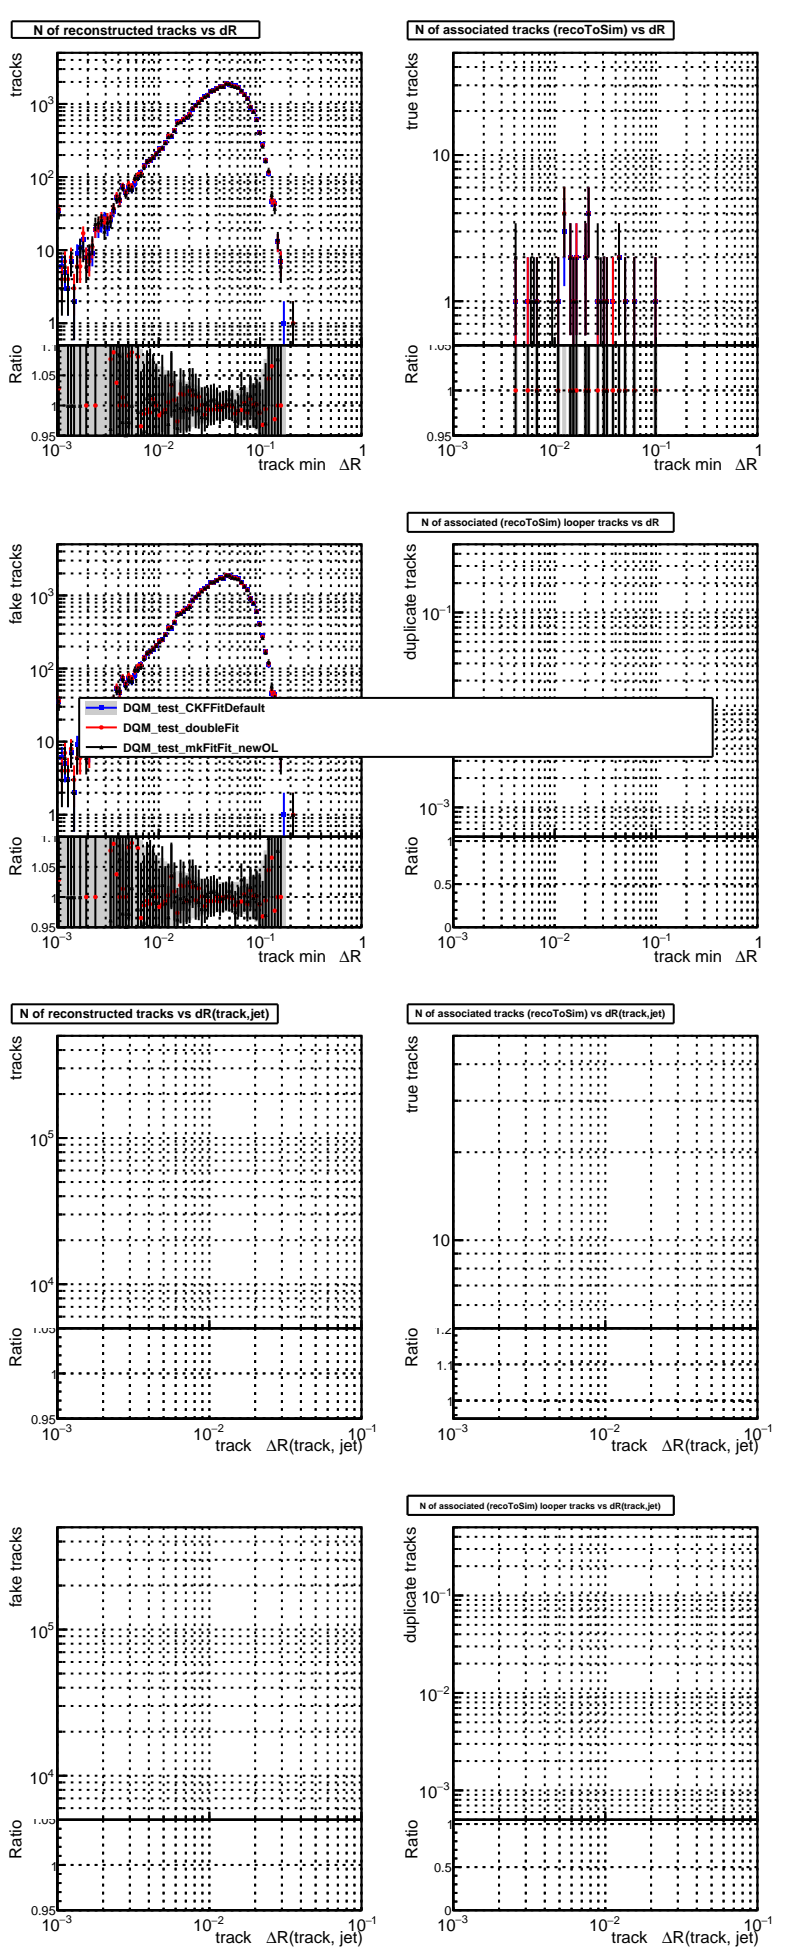 N of reconstructed tracks vs dR
tracks
10³
10²
10
1
Ratio
1.1
1.05
1
0.95
10⁻³ 10⁻² 10⁻¹ 1
track min ΔR
N of associated tracks (recoToSim) vs dR
true tracks
10
1
Ratio
1.05
1
0.95
10⁻³ 10⁻² 10⁻¹ 1
track min ΔR
fake tracks
10³
10²
10
1
Ratio
1.1
1.05
1
0.95
10⁻³ 10⁻² 10⁻¹ 1
track min ΔR
N of associated (recoToSim) looper tracks vs dR
duplicate tracks
10⁻¹
10⁻³
Ratio
1
0.5
0
10⁻³ 10⁻² 10⁻¹ 1
track min ΔR
DQM_test_CKFFitDefault
DQM_test_doubleFit
DQM_test_mkFitFit_newOL
N of reconstructed tracks vs dR(track,jet)
tracks
10⁵
10⁴
Ratio
1.05
1
0.95
10⁻³ 10⁻² 10⁻¹
track ΔR(track, jet)
N of associated tracks (recoToSim) vs dR(track,jet)
true tracks
10
Ratio
1.2
1.1
1
10⁻³ 10⁻² 10⁻¹
track ΔR(track, jet)
fake tracks
10⁵
10⁴
Ratio
1.05
1
0.95
10⁻³ 10⁻² 10⁻¹
track ΔR(track, jet)
N of associated (recoToSim) looper tracks vs dR(track,jet)
duplicate tracks
10⁻¹
10⁻²
10⁻³
Ratio
1
0.5
0
10⁻³ 10⁻² 10⁻¹
track ΔR(track, jet)